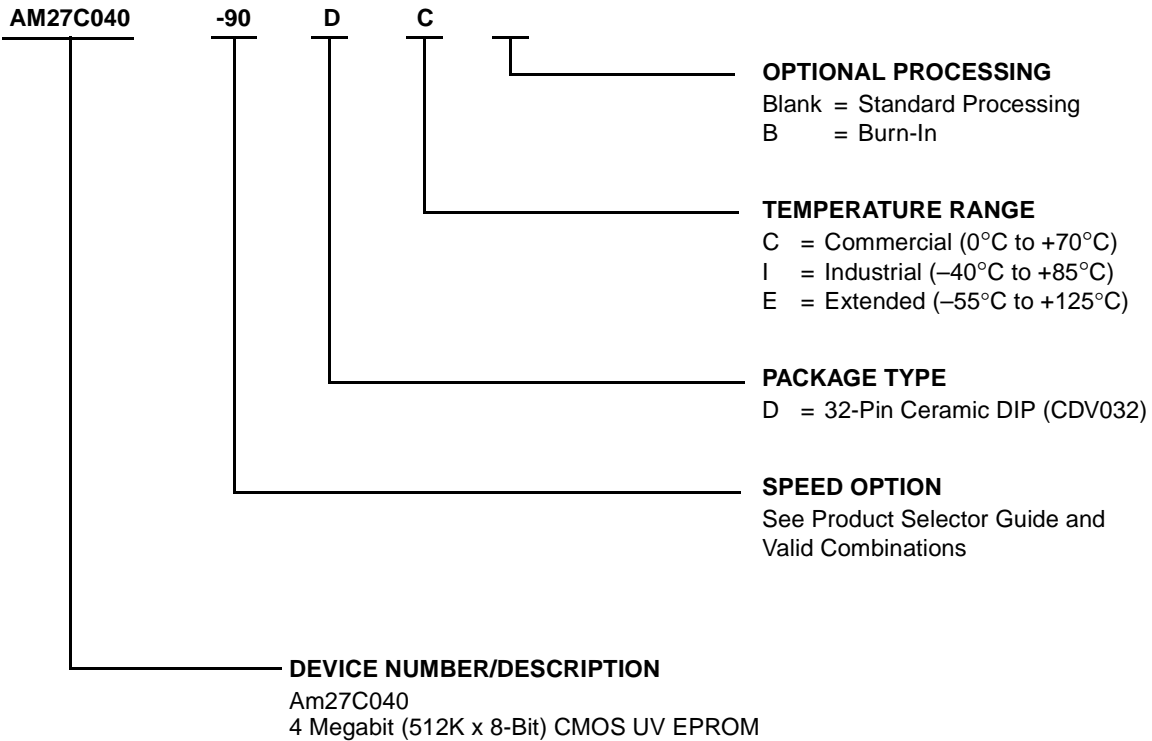 AM27C040 -90 D C
OPTIONAL PROCESSING
Blank = Standard Processing
B = Burn-In
TEMPERATURE RANGE
C = Commercial (0°C to +70°C)
I = Industrial (–40°C to +85°C)
E = Extended (–55°C to +125°C)
PACKAGE TYPE
D = 32-Pin Ceramic DIP (CDV032)
SPEED OPTION
See Product Selector Guide and
Valid Combinations
DEVICE NUMBER/DESCRIPTION
Am27C040
4 Megabit (512K x 8-Bit) CMOS UV EPROM